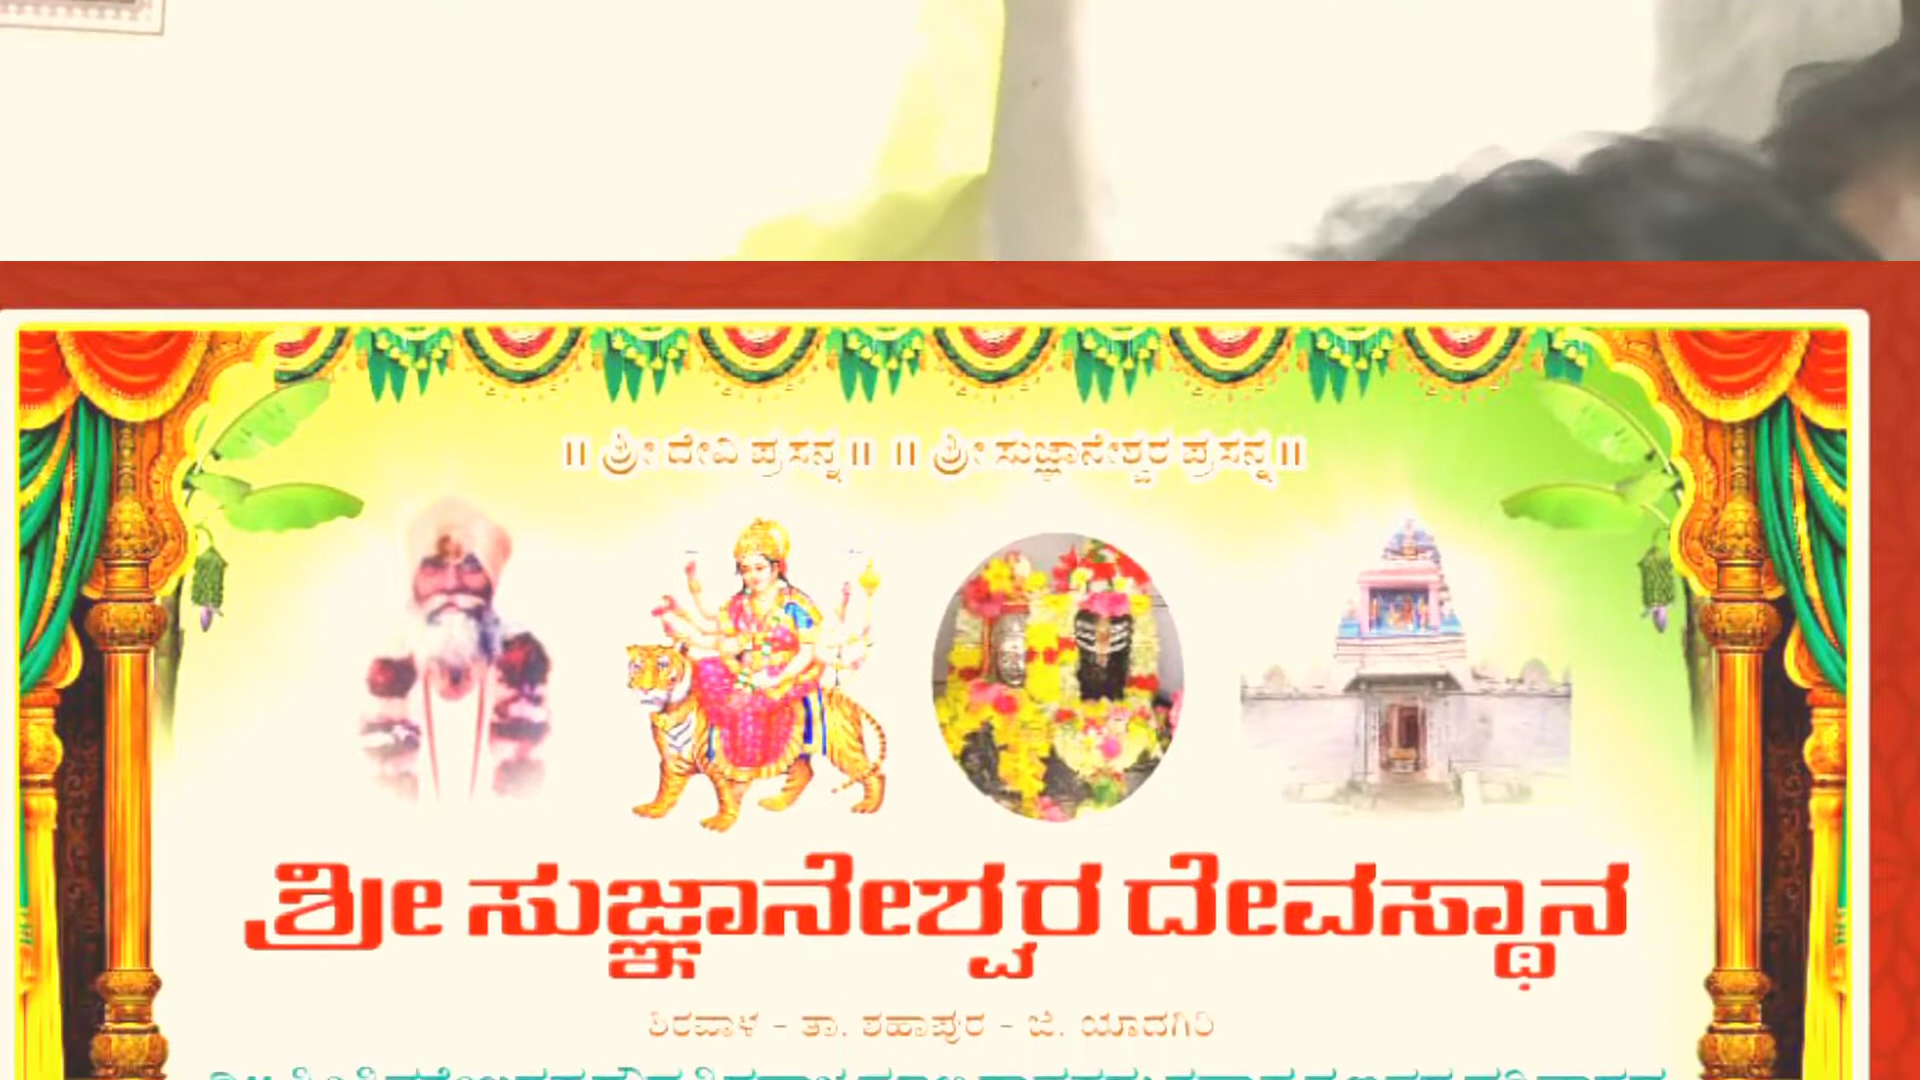 ॥ ಶ್ರೀ ದೇವಿ ಪ್ರಸನ್ನ ॥ ॥ ಶ್ರೀ ಸುಜ್ಞಾನೇಶ್ವರ ಪ್ರಸನ್ನ ॥
ಶ್ರೀ ಸುಜ್ಞಾನೇಶ್ವರ ದೇವಸ್ಥಾನ
ಶಿರವಾಳ - ತಾ. ಶಹಾಪುರ - ಜಿ. ಯಾದಗಿರಿ